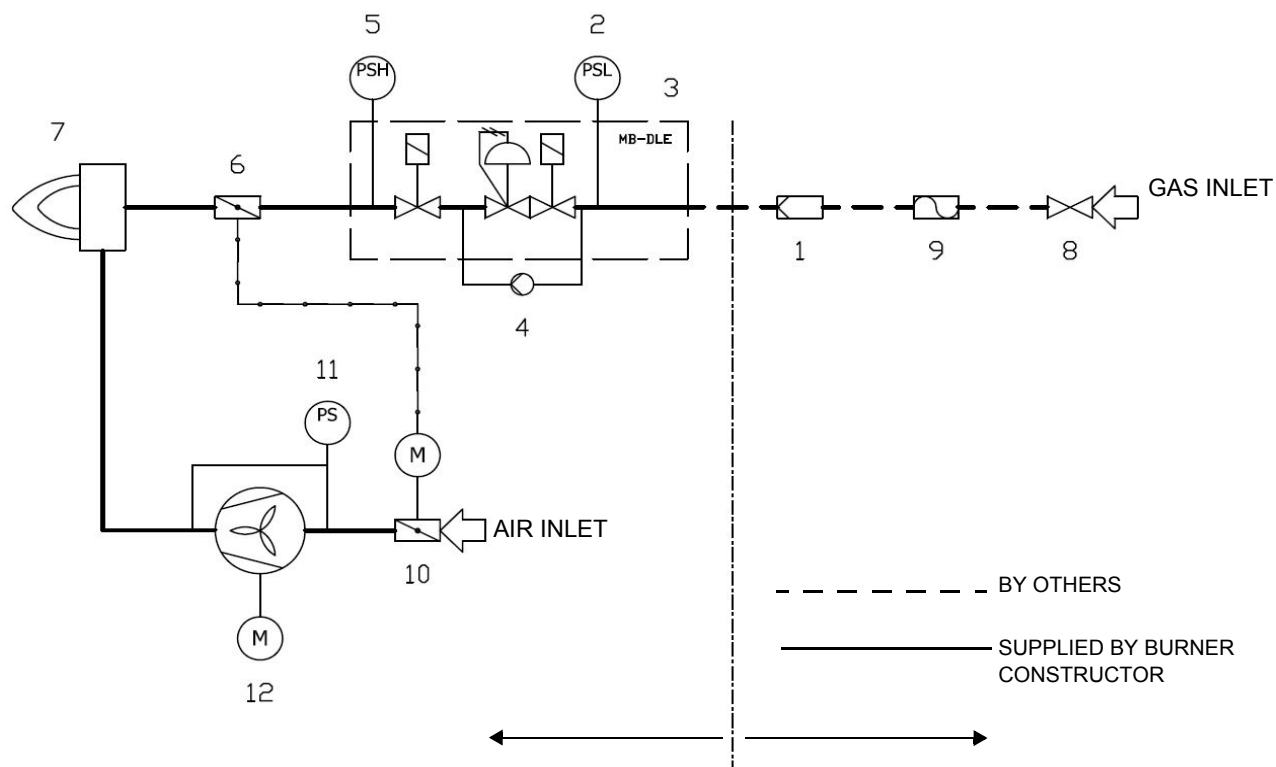 5
2
PSH
PSL
3
7
MB-DLE
6
GAS INLET
1
9
8
4
11
PS
M
AIR INLET
10
BY OTHERS
M
SUPPLIED BY BURNER
CONSTRUCTOR
12